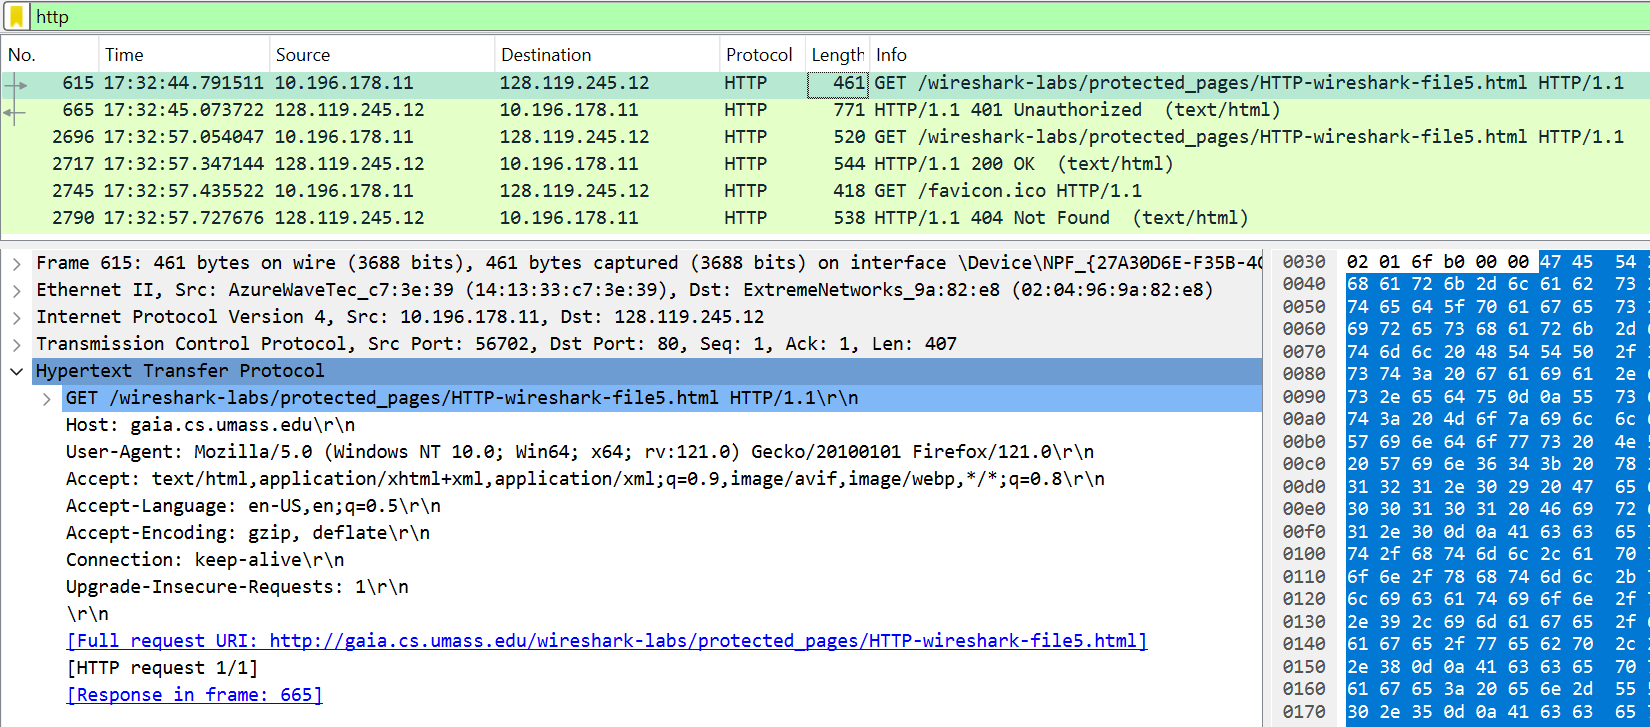 http
No. Time Source Destination Protocol Length Info
615 17:32:44.791511 10.196.178.11 128.119.245.12 HTTP 461 GET /wireshark-labs/protected_pages/HTTP-wireshark-file5.html HTTP/1.1
665 17:32:45.073722 128.119.245.12 10.196.178.11 HTTP 771 HTTP/1.1 401 Unauthorized (text/html)
2696 17:32:57.054047 10.196.178.11 128.119.245.12 HTTP 520 GET /wireshark-labs/protected_pages/HTTP-wireshark-file5.html HTTP/1.1
2717 17:32:57.347144 128.119.245.12 10.196.178.11 HTTP 544 HTTP/1.1 200 OK (text/html)
2745 17:32:57.435522 10.196.178.11 128.119.245.12 HTTP 418 GET /favicon.ico HTTP/1.1
2790 17:32:57.727676 128.119.245.12 10.196.178.11 HTTP 538 HTTP/1.1 404 Not Found (text/html)
Frame 615: 461 bytes on wire (3688 bits), 461 bytes captured (3688 bits) on interface \Device\NPF_{27A30D6E-F35B-4
Ethernet II, Src: AzureWaveTec_c7:3e:39 (14:13:33:c7:3e:39), Dst: ExtremeNetworks_9a:82:e8 (02:04:96:9a:82:e8)
Internet Protocol Version 4, Src: 10.196.178.11, Dst: 128.119.245.12
Transmission Control Protocol, Src Port: 56702, Dst Port: 80, Seq: 1, Ack: 1, Len: 407
Hypertext Transfer Protocol
GET /wireshark-labs/protected_pages/HTTP-wireshark-file5.html HTTP/1.1\r\n
Host: gaia.cs.umass.edu\r\n
User-Agent: Mozilla/5.0 (Windows NT 10.0; Win64; x64; rv:121.0) Gecko/20100101 Firefox/121.0\r\n
Accept: text/html,application/xhtml+xml,application/xml;q=0.9,image/avif,image/webp,*/*;q=0.8\r\n
Accept-Language: en-US,en;q=0.5\r\n
Accept-Encoding: gzip, deflate\r\n
Connection: keep-alive\r\n
Upgrade-Insecure-Requests: 1\r\n
\r\n
[Full request URI: http://gaia.cs.umass.edu/wireshark-labs/protected_pages/HTTP-wireshark-file5.html]
[HTTP request 1/1]
[Response in frame: 665]
0030 02 01 6f b0 00 00 47 45 54
0040 68 61 72 6b 2d 6c 61 62 73
0050 74 65 64 5f 70 61 67 65 73
0060 69 72 65 73 68 61 72 6b 2d
0070 74 6d 6c 20 48 54 54 50 2f
0080 73 74 3a 20 67 61 69 61 2e
0090 73 2e 65 64 75 0d 0a 55 73
00a0 74 3a 20 4d 6f 7a 69 6c 6c
00b0 57 69 6e 64 6f 77 73 20 4e
00c0 20 57 69 6e 36 34 3b 20 78
00d0 31 32 31 2e 30 29 20 47 65
00e0 30 30 31 30 31 20 46 69 72
00f0 31 2e 30 0d 0a 41 63 63 65
0100 74 2f 68 74 6d 6c 2c 61 70
0110 6f 6e 2f 78 68 74 6d 6c 2b
0120 6c 69 63 61 74 69 6f 6e 2f
0130 2e 39 2c 69 6d 61 67 65 2f
0140 61 67 65 2f 77 65 62 70 2c
0150 2e 38 0d 0a 41 63 63 65 70
0160 61 67 65 3a 20 65 6e 2d 55
0170 30 2e 35 0d 0a 41 63 63 65